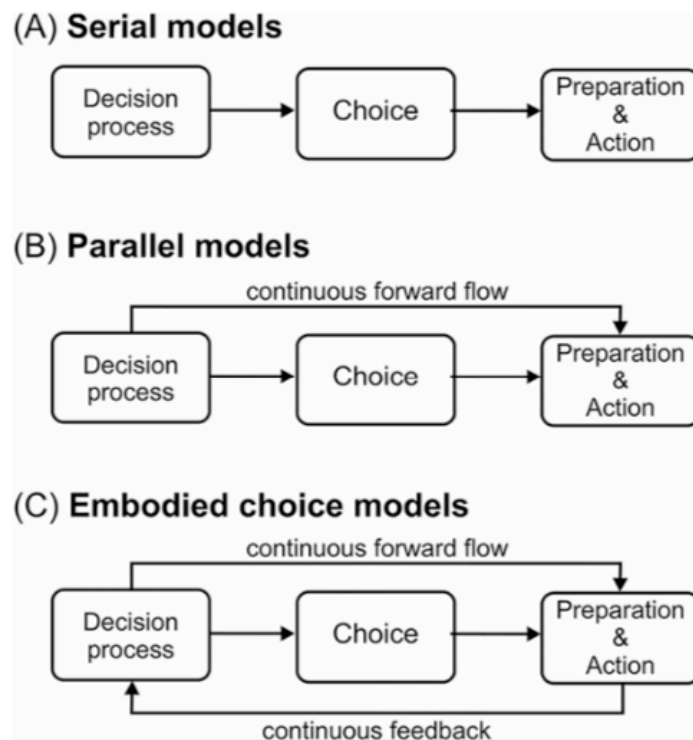 (A) Serial models
Decision
process
Choice
Preparation
&
Action
(B) Parallel models
continuous forward flow
Decision
process
Choice
Preparation
&
Action
(C) Embodied choice models
continuous forward flow
Decision
process
Choice
Preparation
&
Action
continuous feedback